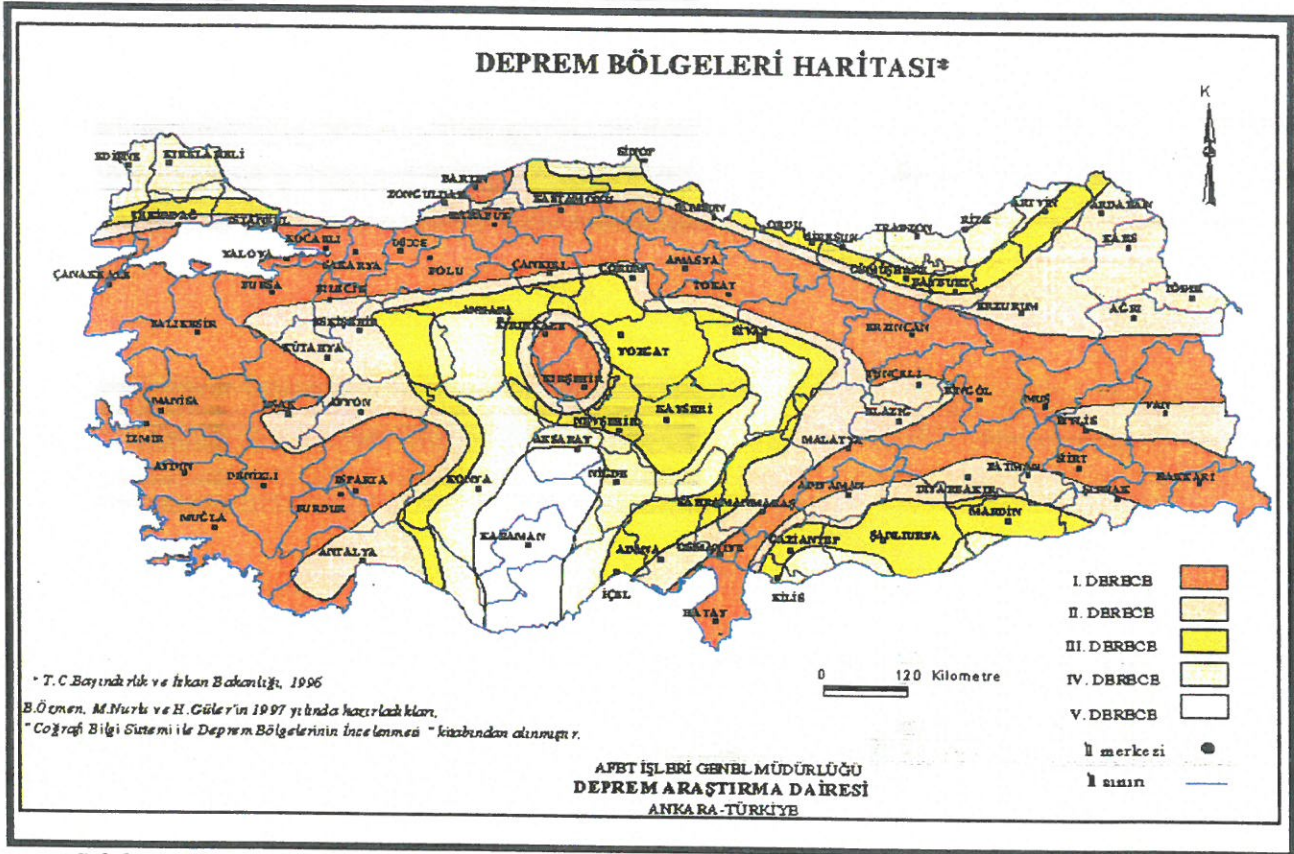 DEPREM BÖLGELERİ HARİTASI*
K
EDİRNE
KIRKLARELİ
TEKİRDAĞ
İSTANBUL
KOCAELİ
YALOVA
SAKARYA
DÜZCE
BOLU
ZONGULDAK
BARTIN
KARABÜK
KASTAMONU
SİNOP
SAMSUN
ORDU
GİRESUN
TRABZON
RİZE
ARTVİN
ARDAHAN
KARS
IĞDIR
AĞRI
ERZURUM
BAYBURT
GÜMÜŞHANE
ÇANAKKALE
BURSA
BİLECİK
ÇANKIRI
ÇORUM
AMASYA
TOKAT
BALIKESİR
ESKİŞEHİR
KÜTAHYA
ANKARA
KIRIKKALE
YOZGAT
SİVAS
ERZİNCAN
TUNCELİ
BİNGÖL
MUŞ
VAN
BİTLİS
MANİSA
UŞAK
AFYON
KIRŞEHİR
NEVŞEHİR
KAYSERİ
MALATYA
ELAZIĞ
İZMİR
AYDIN
DENİZLİ
ISPARTA
BURDUR
KONYA
AKSARAY
NİĞDE
KAHRAMANMARAŞ
ADIYAMAN
DİYARBAKIR
BATMAN
SİİRT
ŞIRNAK
HAKKARİ
MUĞLA
ANTALYA
KARAMAN
ADANA
OSMANİYE
GAZİANTEP
ŞANLIURFA
MARDİN
İÇEL
HATAY
KİLİS
I. DERECE
II. DERECE
III. DERECE
IV. DERECE
V. DERECE
İl merkezi
İl sınırı
0 120 Kilometre
* T.C.Bayındırlık ve İskan Bakanlığı, 1996
B.Özmen, M.Nurlu ve H.Güler'in 1997 yılında hazırladıkları,
"Coğrafi Bilgi Sistemi ile Deprem Bölgelerinin İncelenmesi " kitabından alınmıştır.
AFET İŞLERİ GENEL MÜDÜRLÜĞÜ
DEPREM ARAŞTIRMA DAİRESİ
ANKARA-TÜRKİYE